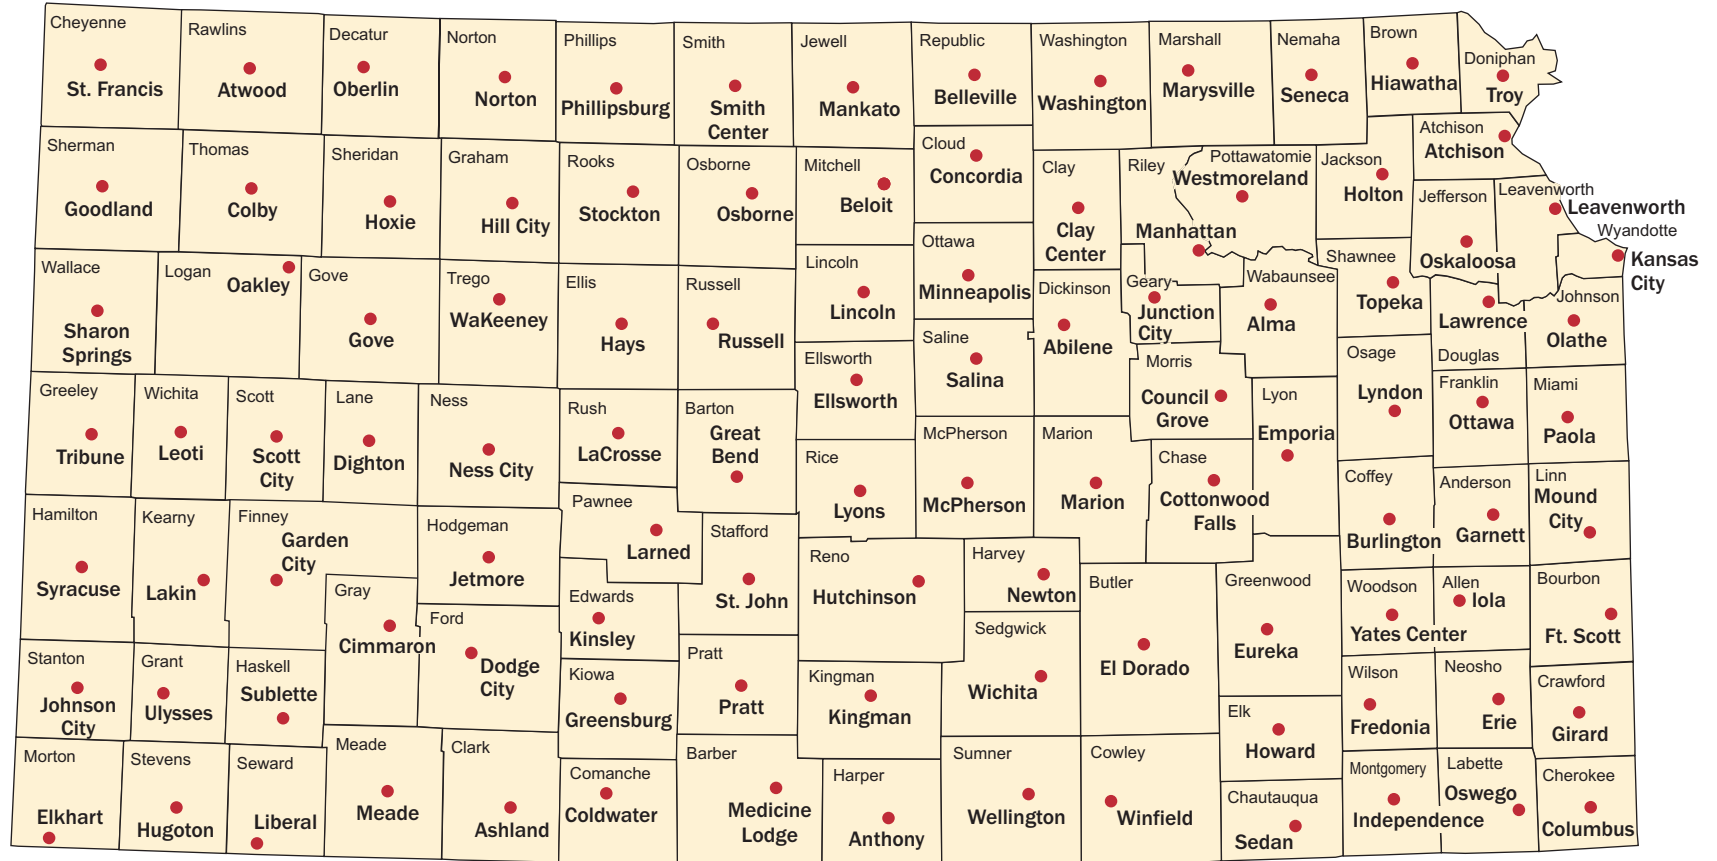 Cheyenne
St. Francis
Rawlins
Atwood
Decatur
Oberlin
Norton
Norton
Phillips
Phillipsburg
Smith
Smith
Center
Jewell
Mankato
Republic
Belleville
Washington
Washington
Marshall
Marysville
Nemaha
Seneca
Brown
Hiawatha
Doniphan
Troy
Sherman
Goodland
Thomas
Colby
Sheridan
Hoxie
Graham
Hill City
Rooks
Stockton
Osborne
Osborne
Mitchell
Beloit
Cloud
Concordia
Clay
Clay
Center
Riley
Manhattan
Pottawatomie
Westmoreland
Jackson
Holton
Atchison
Atchison
Jefferson
Oskaloosa
Leavenworth
Leavenworth
Wyandotte
Kansas
City
Wallace
Sharon
Springs
Logan
Oakley
Gove
Gove
Trego
WaKeeney
Ellis
Hays
Russell
Russell
Lincoln
Lincoln
Ottawa
Minneapolis
Saline
Salina
Dickinson
Abilene
Geary
Junction
City
Wabaunsee
Alma
Shawnee
Topeka
Lawrence
Douglas
Johnson
Olathe
Ellsworth
Ellsworth
Morris
Council
Grove
Lyon
Emporia
Osage
Lyndon
Franklin
Ottawa
Miami
Paola
Greeley
Tribune
Wichita
Leoti
Scott
Scott
City
Lane
Dighton
Ness
Ness City
Rush
LaCrosse
Barton
Great
Bend
Rice
Lyons
McPherson
McPherson
Marion
Marion
Chase
Cottonwood
Falls
Coffey
Burlington
Anderson
Garnett
Linn
Mound
City
Hamilton
Syracuse
Kearny
Lakin
Finney
Garden
City
Hodgeman
Jetmore
Pawnee
Larned
Stafford
St. John
Reno
Hutchinson
Harvey
Newton
Butler
El Dorado
Greenwood
Eureka
Woodson
Yates Center
Allen
Iola
Bourbon
Ft. Scott
Gray
Cimmaron
Ford
Dodge
City
Edwards
Kinsley
Sedgwick
Wichita
Stanton
Johnson
City
Grant
Ulysses
Haskell
Sublette
Kiowa
Greensburg
Pratt
Pratt
Kingman
Kingman
Elk
Howard
Wilson
Fredonia
Neosho
Erie
Crawford
Girard
Morton
Elkhart
Stevens
Hugoton
Seward
Liberal
Meade
Meade
Clark
Ashland
Comanche
Coldwater
Barber
Medicine
Lodge
Harper
Anthony
Sumner
Wellington
Cowley
Winfield
Chautauqua
Sedan
Montgomery
Independence
Labette
Oswego
Cherokee
Columbus